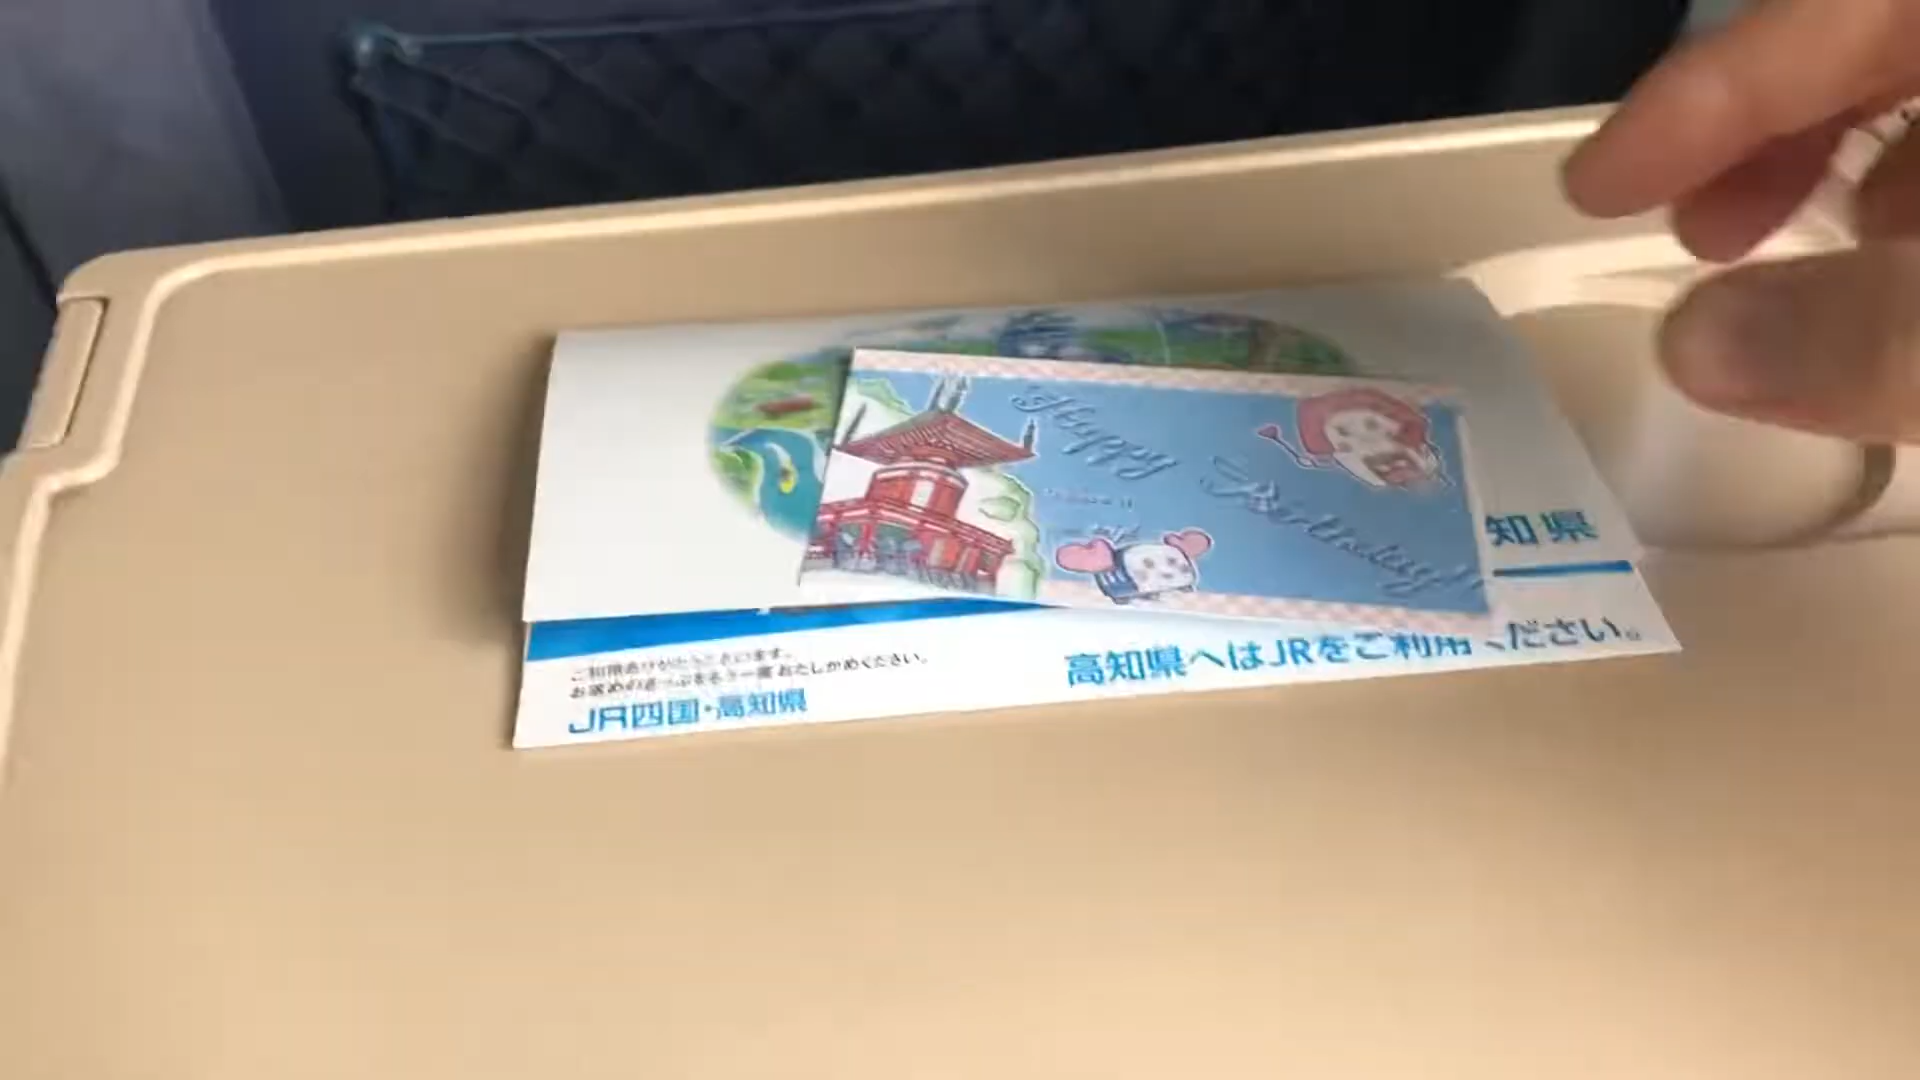 Happy
Birthday!!
知県
ご利用ありがとうございます。
お求めのきっぷをもう一度おたしかめください。
JR四国・高知県
高知県へはJRをご利用ください。